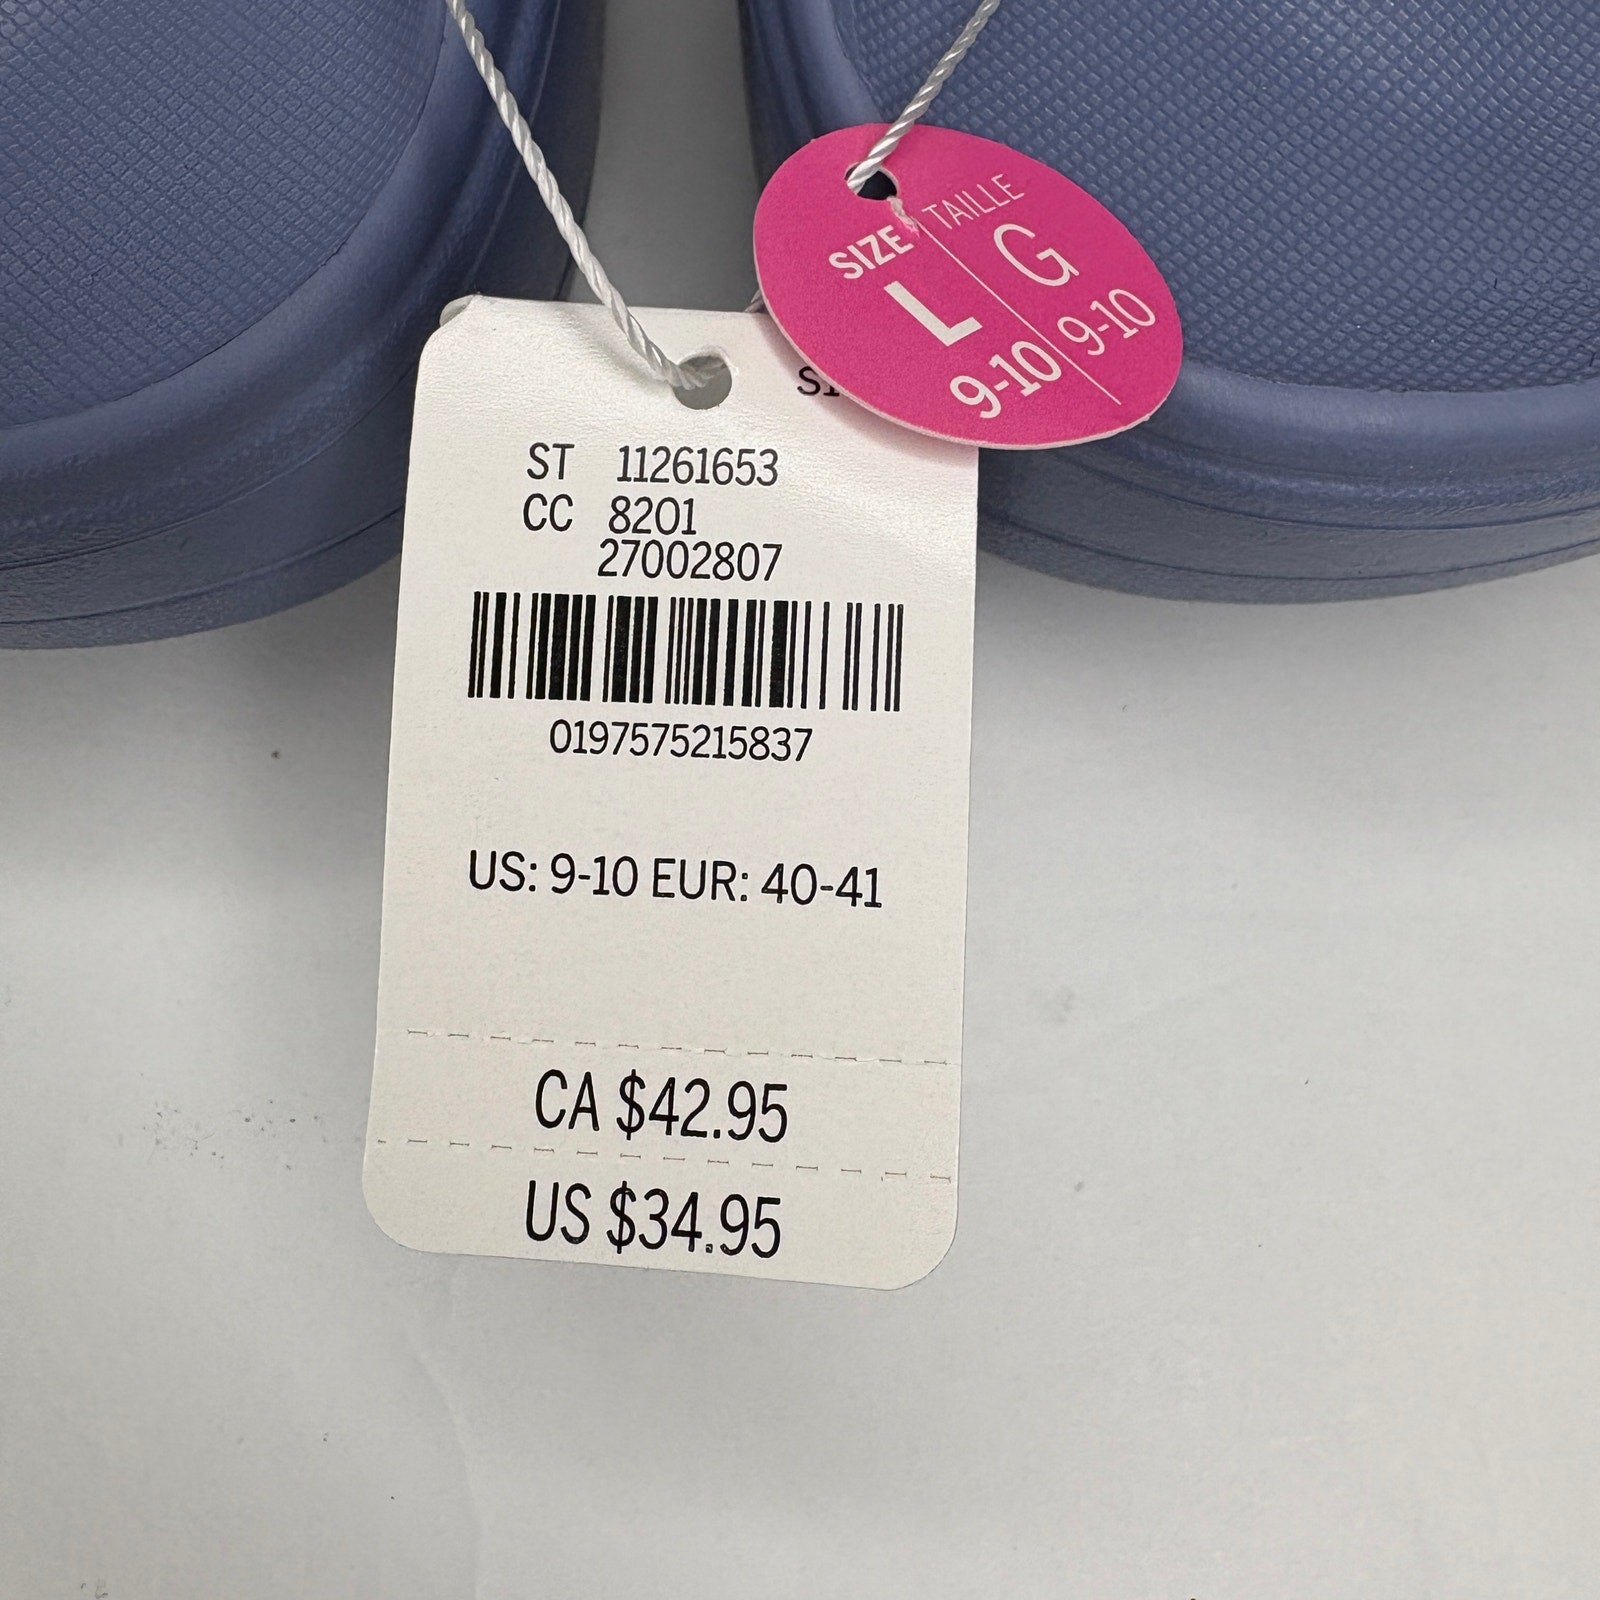 SIZE
L
9-10
TAILLE
G
9-10
ST 11261653
CC 8201
27002807
0197575215837
US: 9-10 EUR: 40-41
CA $42.95
US $34.95